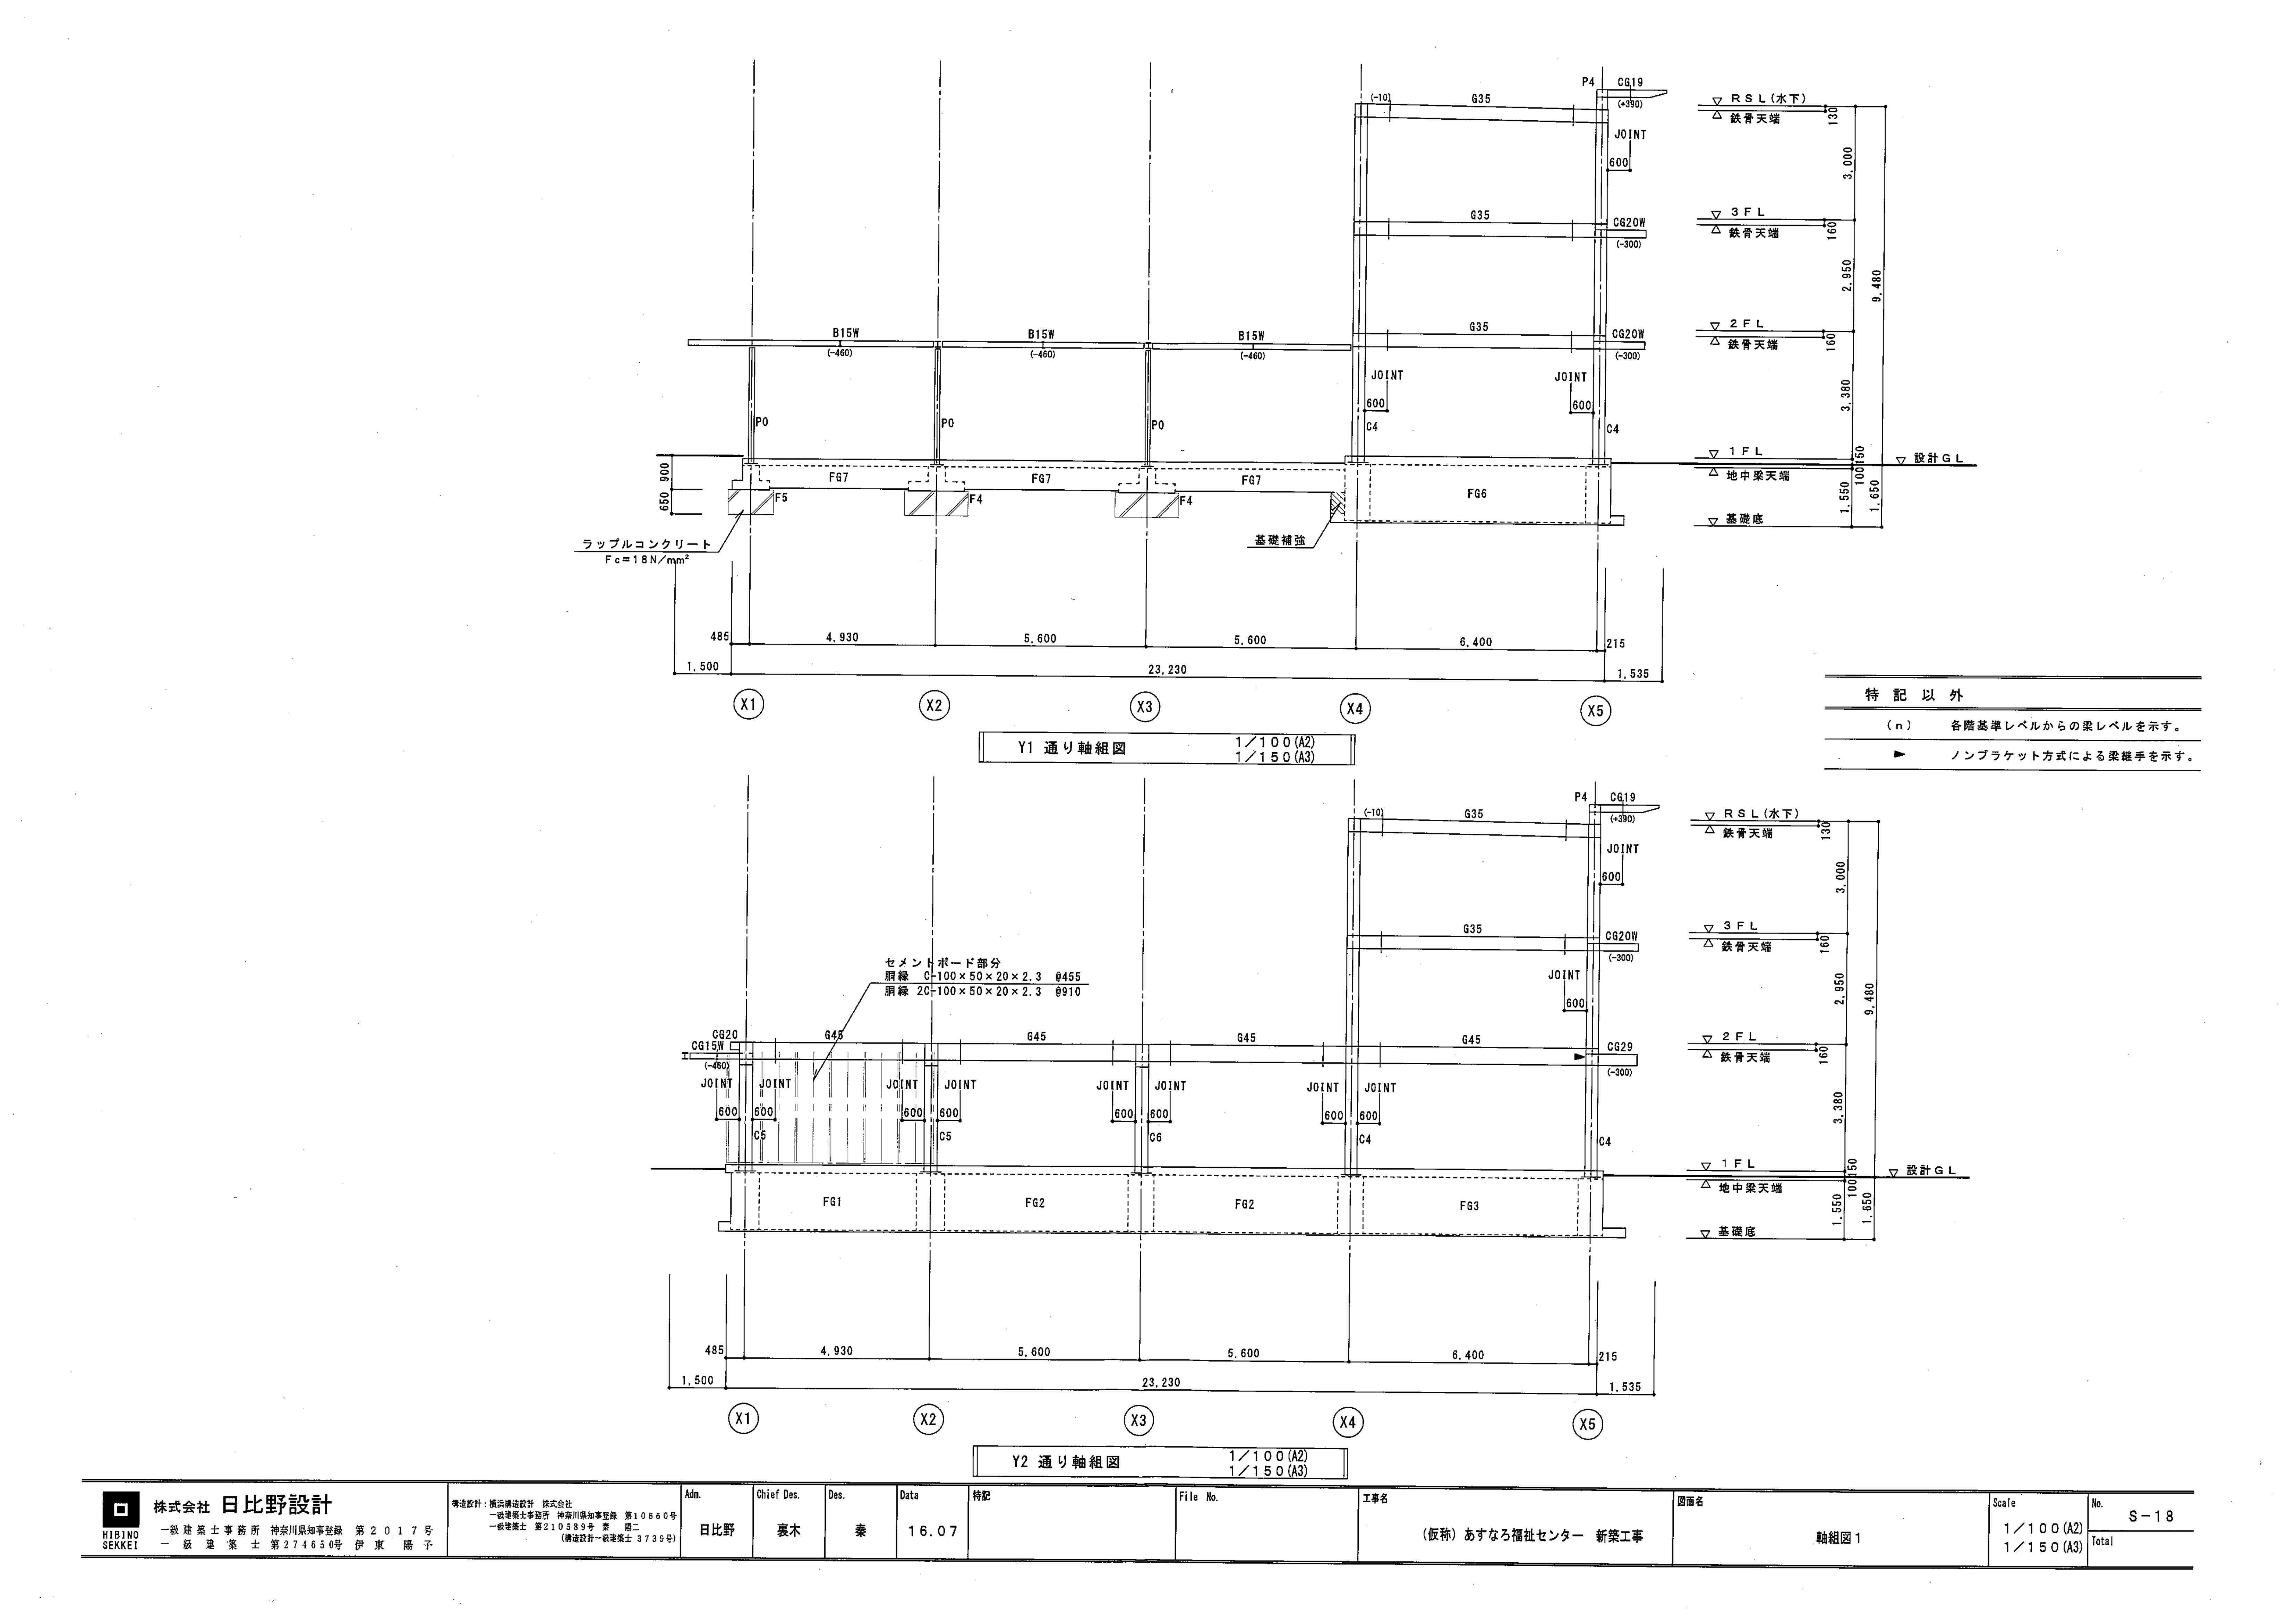 P4 CG19
(-10) G35 (+390)
▽ RSL(水下)
△ 鉄骨天端
130
JOINT
600
3,000
G35
CG20W
(-300)
▽ 3FL
△ 鉄骨天端
160
2,950
9,480
B15W B15W B15W
(-460) (-460) (-460)
G35
CG20W
(-300)
▽ 2FL
△ 鉄骨天端
160
JOINT JOINT
600 600
3,380
P0 P0 P0 C4 C4
▽ 1FL
▽ 設計GL
△ 地中梁天端
100 150
1,550
1,650
▽ 基礎底
900
650
FG7 FG7 FG7 FG6
F5 F4 F4
ラップルコンクリート
Fc=18N/mm²
基礎補強
485 4,930 5,600 5,600 6,400 215
1,500 23,230 1,535
X1 X2 X3 X4 X5
Y1 通り軸組図 1/100(A2)
1/150(A3)
特記以外
(n) 各階基準レベルからの梁レベルを示す。
► ノンブラケット方式による梁継手を示す。
P4 CG19
(-10) G35 (+390)
▽ RSL(水下)
△ 鉄骨天端
130
JOINT
600
3,000
G35
CG20W
(-300)
▽ 3FL
△ 鉄骨天端
160
JOINT
600
2,950
9,480
セメントボード部分
胴縁 C-100×50×20×2.3 @455
胴縁 2C-100×50×20×2.3 @910
CG20 G45 G45 G45 G45 CG29
CG15W
(-460) (-300)
▽ 2FL
△ 鉄骨天端
160
JOINT JOINT JOINT JOINT JOINT JOINT JOINT JOINT
600 600 600 600 600 600 600 600
3,380
C5 C5 C6 C4 C4
▽ 1FL
▽ 設計GL
△ 地中梁天端
100 150
1,550
1,650
▽ 基礎底
FG1 FG2 FG2 FG3
485 4,930 5,600 5,600 6,400 215
1,500 23,230 1,535
X1 X2 X3 X4 X5
Y2 通り軸組図 1/100(A2)
1/150(A3)
HIBINO
SEKKEI
株式会社 日比野設計
一級建築士事務所 神奈川県知事登録 第2017号
一級建築士 第274650号 伊東 陽子
構造設計:横浜構造設計 株式会社
一級建築士事務所 神奈川県知事登録 第10660号
一級建築士 第210589号 秦 陽二
(構造設計一級建築士 3739号)
Adm.
日比野
Chief Des.
裏木
Des.
秦
Data
16.07
特記
File No.
工事名
(仮称)あすなろ福祉センター 新築工事
図面名
軸組図1
Scale
1/100(A2)
1/150(A3)
No.
S-18
Total